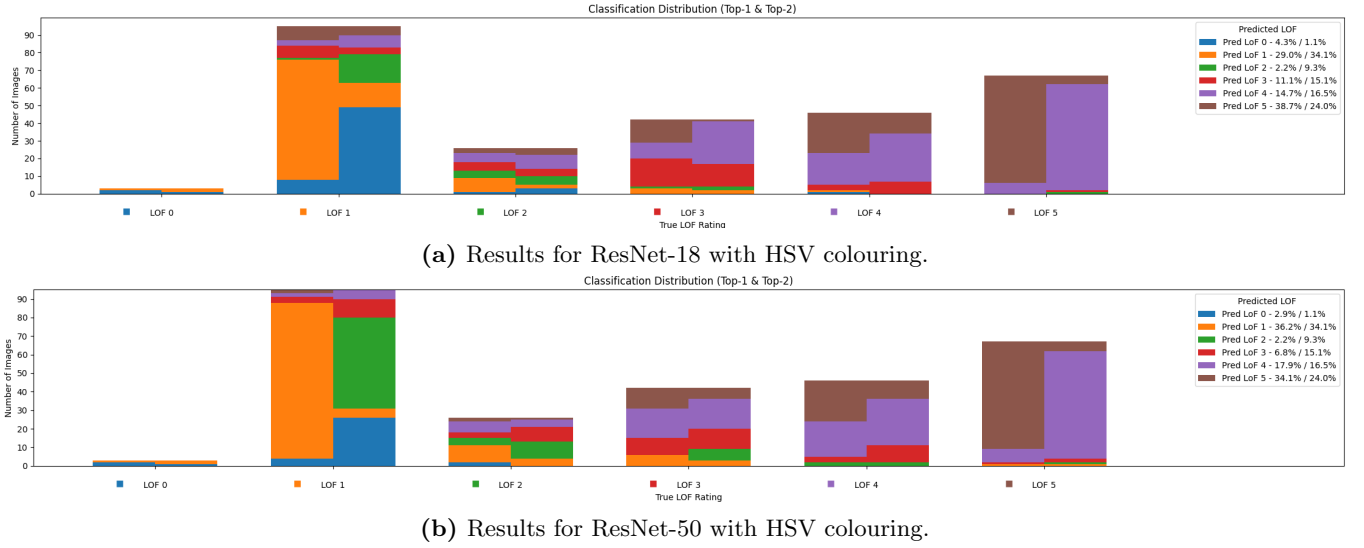 Classification Distribution (Top-1 & Top-2)
Number of Images
90
80
70
60
50
40
30
20
10
0
Predicted LOF
Pred LoF 0 - 4.3% / 1.1%
Pred LoF 1 - 29.0% / 34.1%
Pred LoF 2 - 2.2% / 9.3%
Pred LoF 3 - 11.1% / 15.1%
Pred LoF 4 - 14.7% / 16.5%
Pred LoF 5 - 38.7% / 24.0%
LOF 0 LOF 1 LOF 2 LOF 3 LOF 4 LOF 5
True LOF Rating
(a) Results for ResNet-18 with HSV colouring.
Classification Distribution (Top-1 & Top-2)
Number of Images
90
80
70
60
50
40
30
20
10
0
Predicted LOF
Pred LoF 0 - 2.9% / 1.1%
Pred LoF 1 - 36.2% / 34.1%
Pred LoF 2 - 2.2% / 9.3%
Pred LoF 3 - 6.8% / 15.1%
Pred LoF 4 - 17.9% / 16.5%
Pred LoF 5 - 34.1% / 24.0%
LOF 0 LOF 1 LOF 2 LOF 3 LOF 4 LOF 5
True LOF Rating
(b) Results for ResNet-50 with HSV colouring.